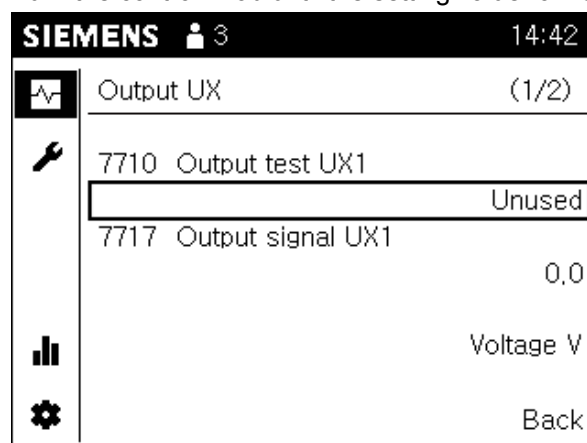 SIEMENS 3 14:42
Output UX (1/2)
7710 Output test UX1
Unused
7717 Output signal UX1
0,0
Voltage V
Back